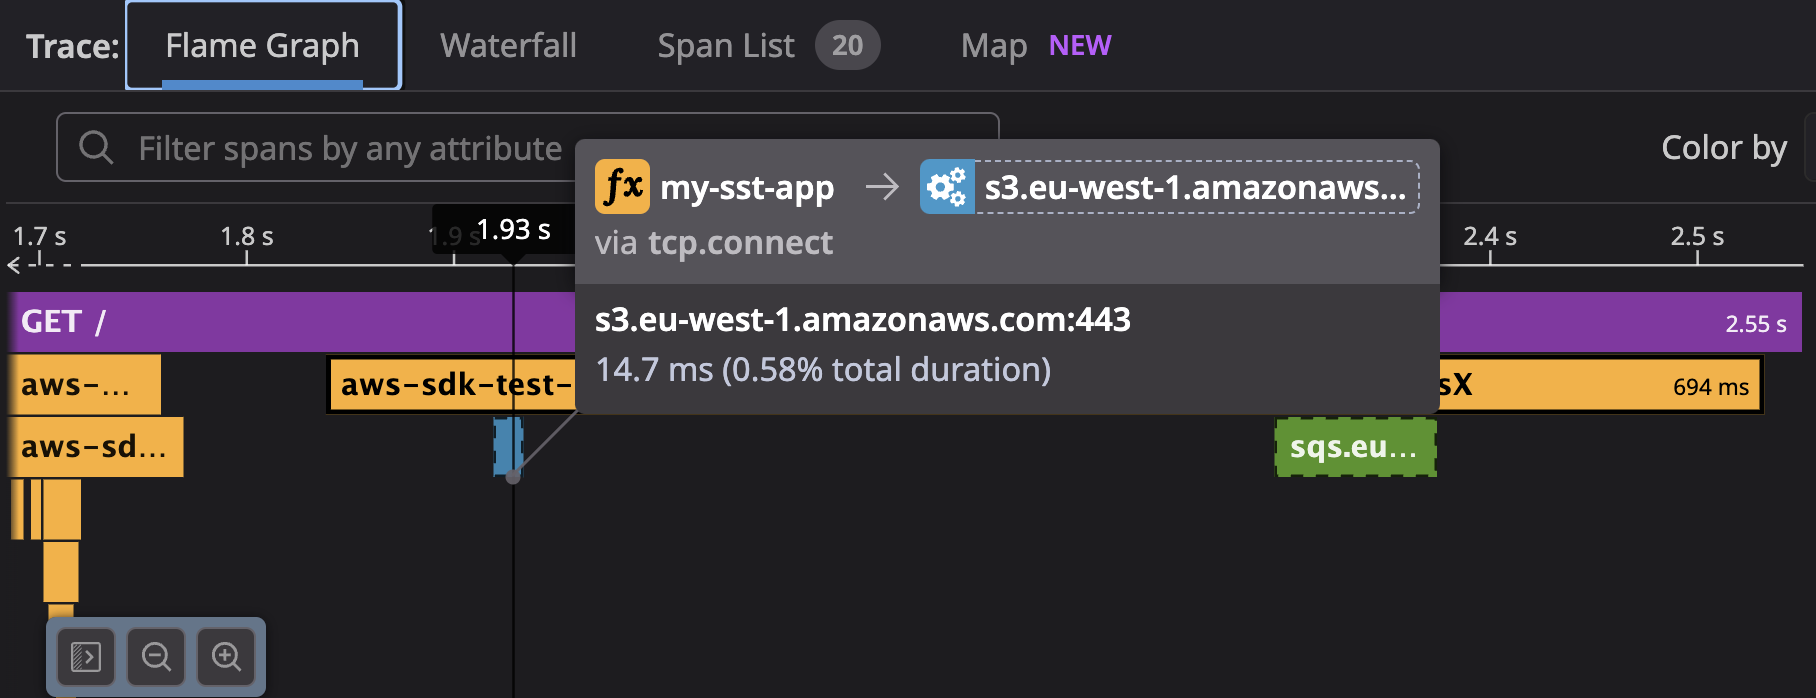 Trace:
Flame Graph
Waterfall
Span List 20
Map NEW
Filter spans by any attribute
Color by
my-sst-app → s3.eu-west-1.amazonaws...
via tcp.connect
s3.eu-west-1.amazonaws.com:443
14.7 ms (0.58% total duration)
1.7 s
1.8 s
1.9 s
1.93 s
2.4 s
2.5 s
GET /
2.55 s
aws-...
aws-sdk-test-
sX
694 ms
aws-sd...
sqs.eu...